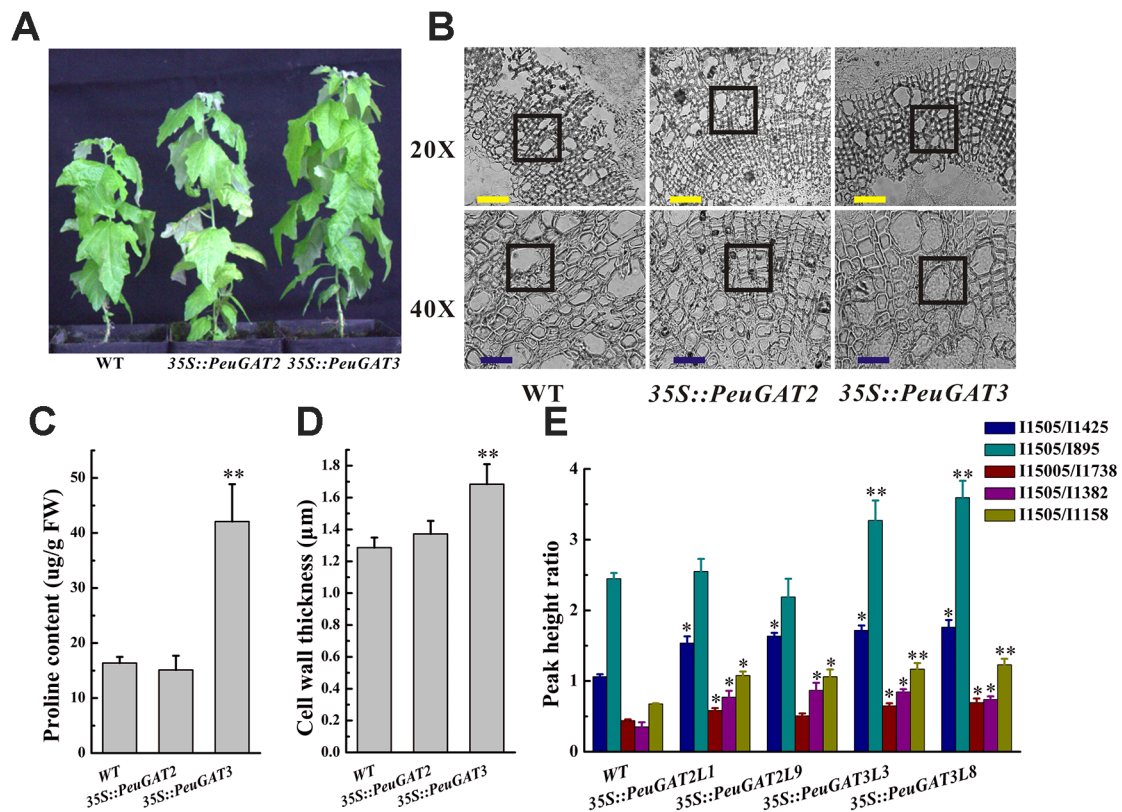 A
WT
35S::PeuGAT2
35S::PeuGAT3
B
20X
40X
WT
35S::PeuGAT2
35S::PeuGAT3
C
Proline content (ug/g FW)
50
40
30
20
10
0
**
WT
35S::PeuGAT2
35S::PeuGAT3
D
Cell wall thickness (μm)
1.8
1.6
1.4
1.2
1.0
0.8
0.6
0.4
0.2
0.0
**
WT
35S::PeuGAT2
35S::PeuGAT3
E
I1505/I1425
I1505/I895
I15005/I1738
I1505/I1382
I1505/I1158
Peak height ratio
4
3
2
1
0
* * * *
* * *
* ** * * **
* ** * * **
WT
35S::PeuGAT2L1
35S::PeuGAT2L9
35S::PeuGAT3L3
35S::PeuGAT3L8